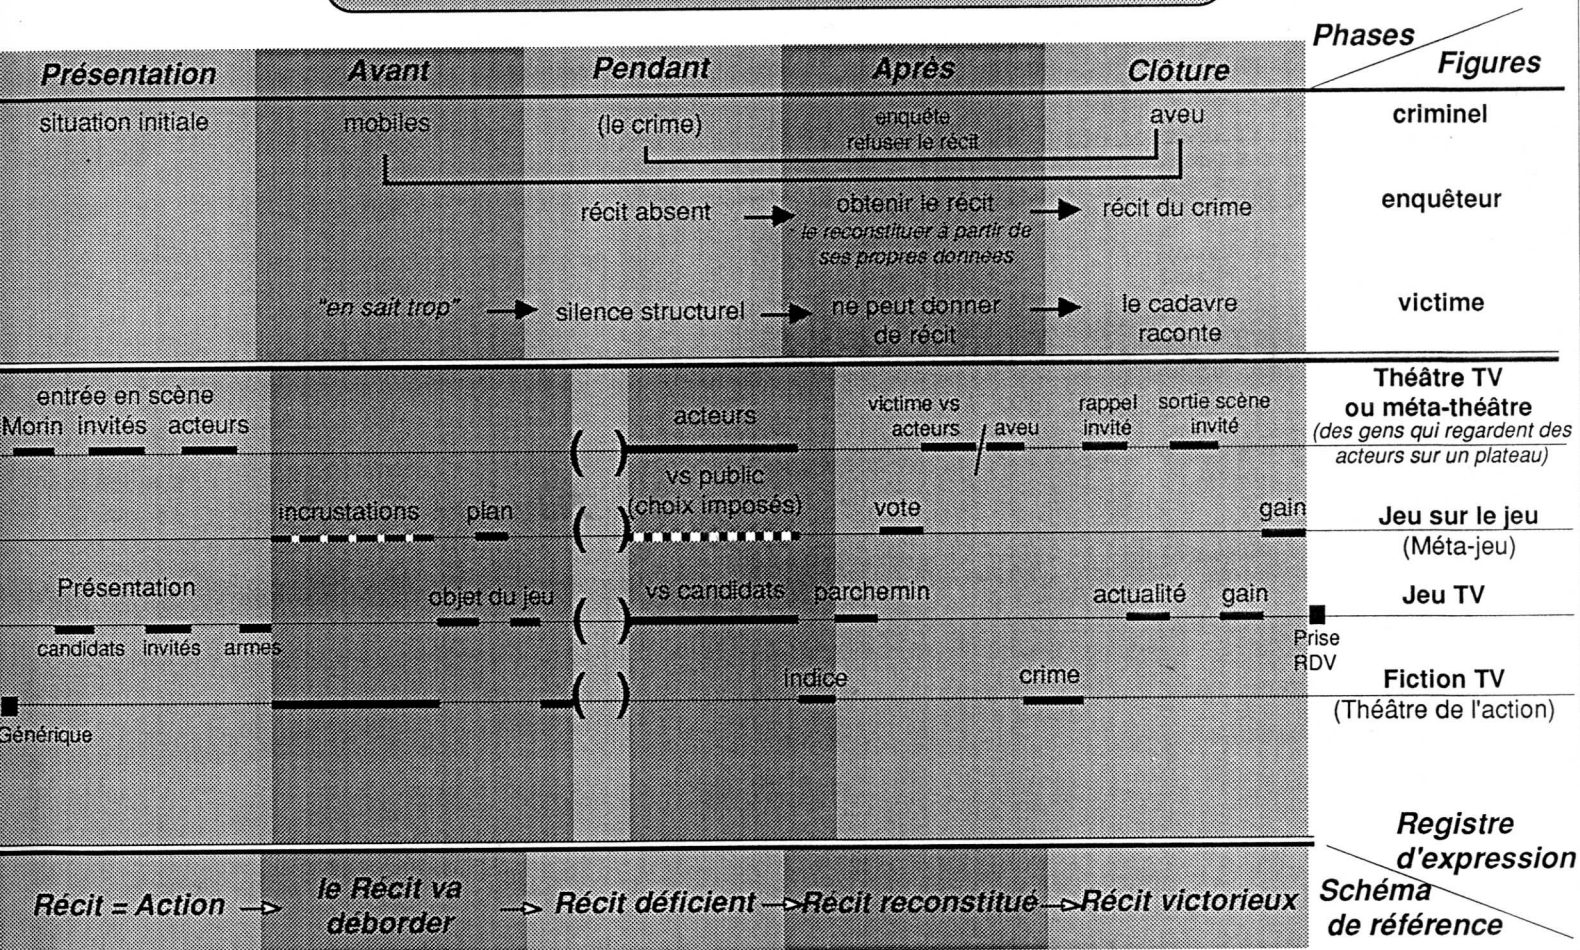 Phases
Figures
Présentation Avant Pendant Après Clôture
situation initiale mobiles (le crime) enquête aveu criminel
refuser le récit
récit absent obtenir le récit récit du crime enquêteur
le reconstituer à partir de
ses propres données
"en sait trop" silence structurel ne peut donner le cadavre victime
de récit raconte
Théâtre TV
ou méta-théâtre
(des gens qui regardent des
acteurs sur un plateau)
entrée en scène
Morin invités acteurs
acteurs
victime vs
acteurs
/ aveu
rappel
invité
sortie scène
invité
( )
vs public
(choix imposés)
incrustations plan ( ) vote gain Jeu sur le jeu
(Méta-jeu)
Présentation
candidats invités armes
objet du jeu ( ) vs candidats parchemin actualité gain Jeu TV
Prise
RDV
Générique
( ) indice crime Fiction TV
(Théâtre de l'action)
Registre
d'expression
Schéma
de référence
Récit = Action
le Récit va
déborder
Récit déficient
Récit reconstitué
Récit victorieux